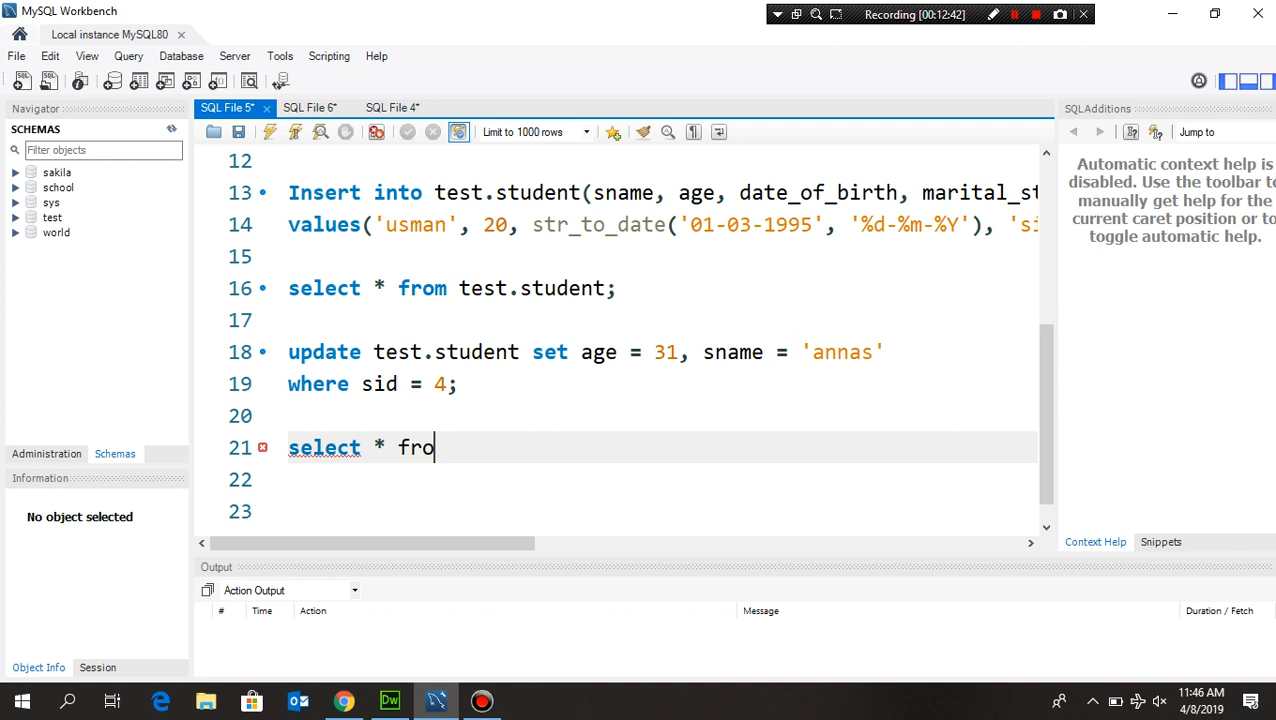 MySQL Workbench
Recording [00:12:42]
Local instance MySQL80
File Edit View Query Database Server Tools Scripting Help
Navigator
SCHEMAS
Filter objects
sakila
school
sys
test
world
Administration Schemas
Information
No object selected
Object Info Session
SQL File 5* SQL File 6* SQL File 4*
Limit to 1000 rows
12
13 Insert into test.student(sname, age, date_of_birth, marital_st
14 values('usman', 20, str_to_date('01-03-1995', '%d-%m-%Y'), 'si
15
16 select * from test.student;
17
18 update test.student set age = 31, sname = 'annas'
19 where sid = 4;
20
21 select * fro
22
23
Output
Action Output
# Time Action Message Duration / Fetch
SQLAdditions
Jump to
Automatic context help is
disabled. Use the toolbar to
manually get help for the
current caret position or to
toggle automatic help.
Context Help Snippets
Dw
11:46 AM
4/8/2019